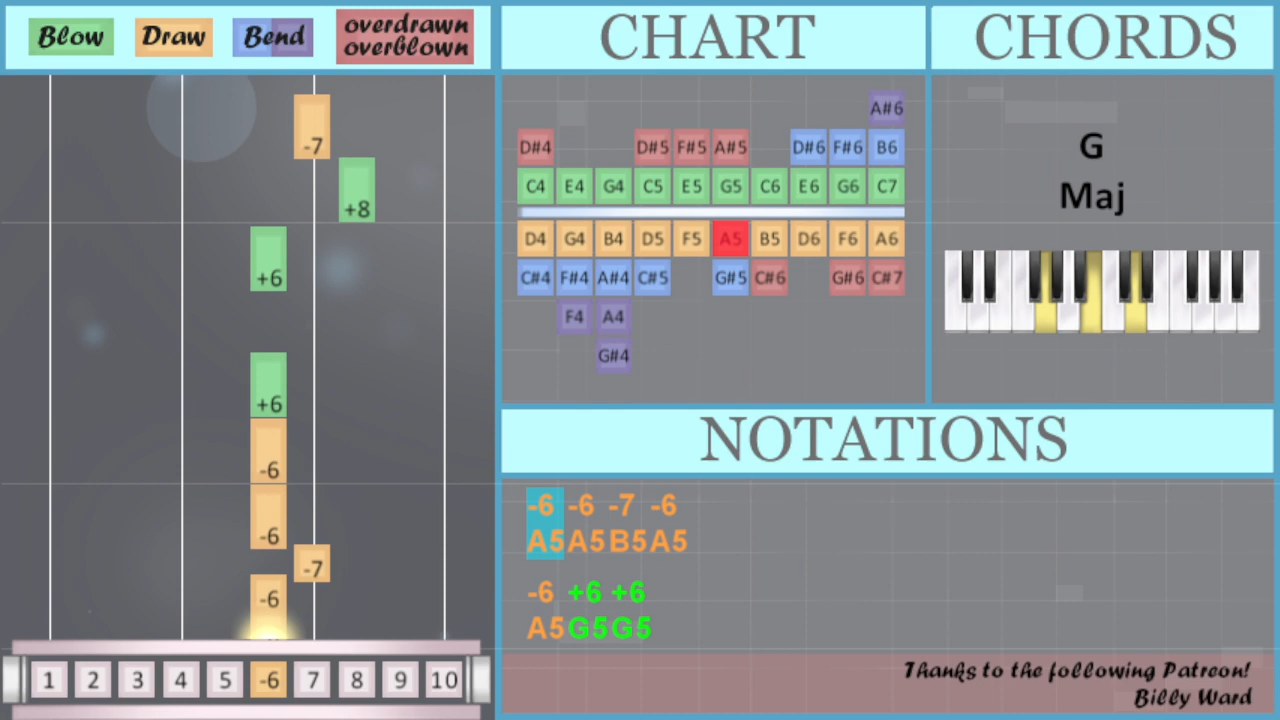 Blow Draw Bend overdrawn
overblown
CHART
CHORDS
-7
+8
+6
+6
-6
-6
-7
-6
1 2 3 4 5 -6 7 8 9 10
A#6
D#4 D#5 F#5 A#5 D#6 F#6 B6
C4 E4 G4 C5 E5 G5 C6 E6 G6 C7
D4 G4 B4 D5 F5 A5 B5 D6 F6 A6
C#4 F#4 A#4 C#5 G#5 C#6 G#6 C#7
F4 A4
G#4
G
Maj
NOTATIONS
-6 -6 -7 -6
A5 A5 B5 A5
-6 +6 +6
A5 G5 G5
Thanks to the following Patreon!
Billy Ward